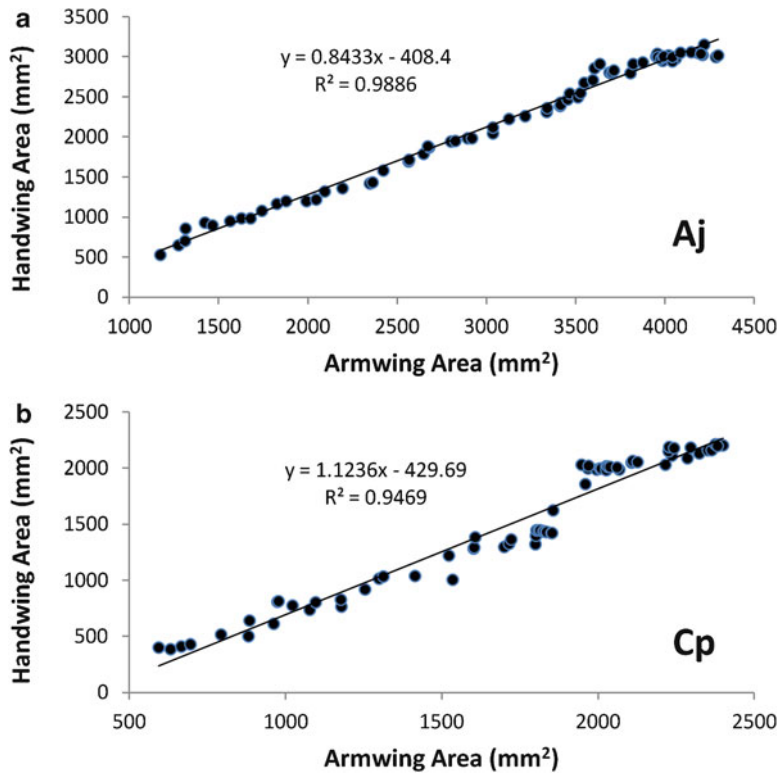 a
Handwing Area (mm²)
3500
3000
2500
2000
1500
1000
500
0
y = 0.8433x - 408.4
R² = 0.9886
Aj
1000 1500 2000 2500 3000 3500 4000 4500
Armwing Area (mm²)
b
Handwing Area (mm²)
2500
2000
1500
1000
500
0
y = 1.1236x - 429.69
R² = 0.9469
Cp
500 1000 1500 2000 2500
Armwing Area (mm²)